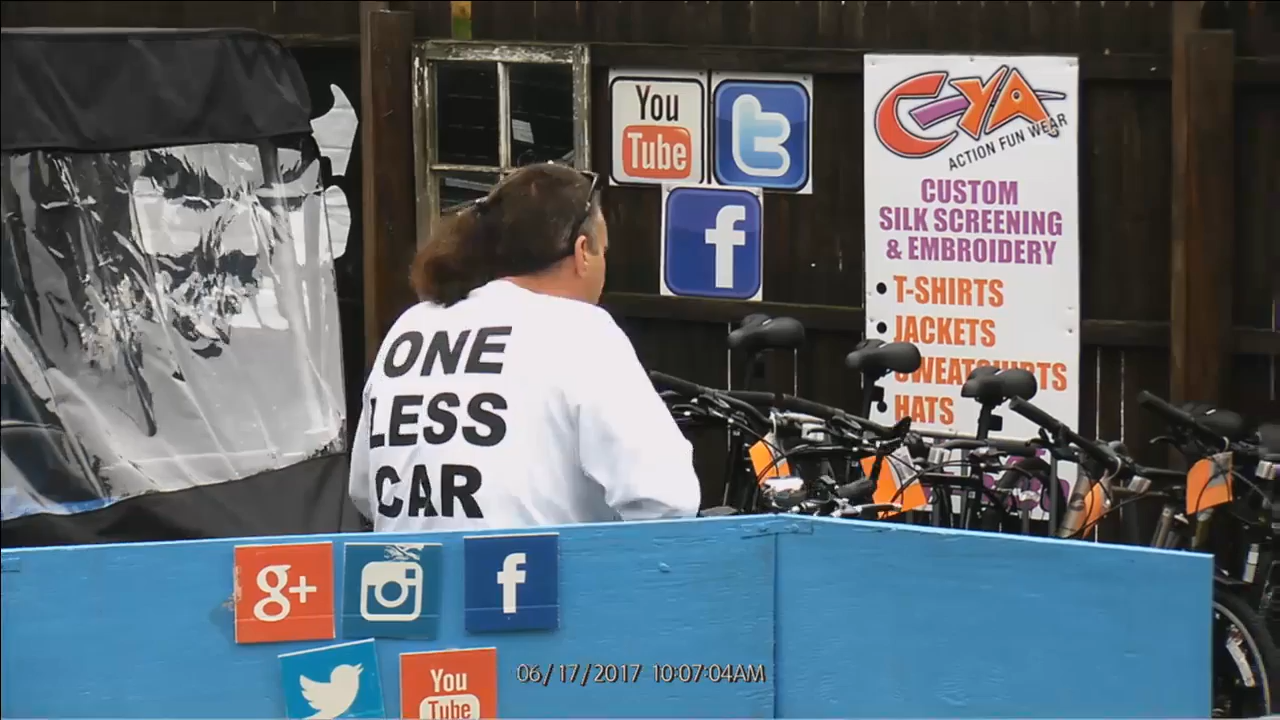 You
Tube
t
f
CYA
ACTION FUN WEAR
CUSTOM
SILK SCREENING
& EMBROIDERY
• T-SHIRTS
• JACKETS
• SWEATSHIRTS
• HATS
ONE
LESS
CAR
g+
f
You
Tube
06/17/2017 10:07:04AM